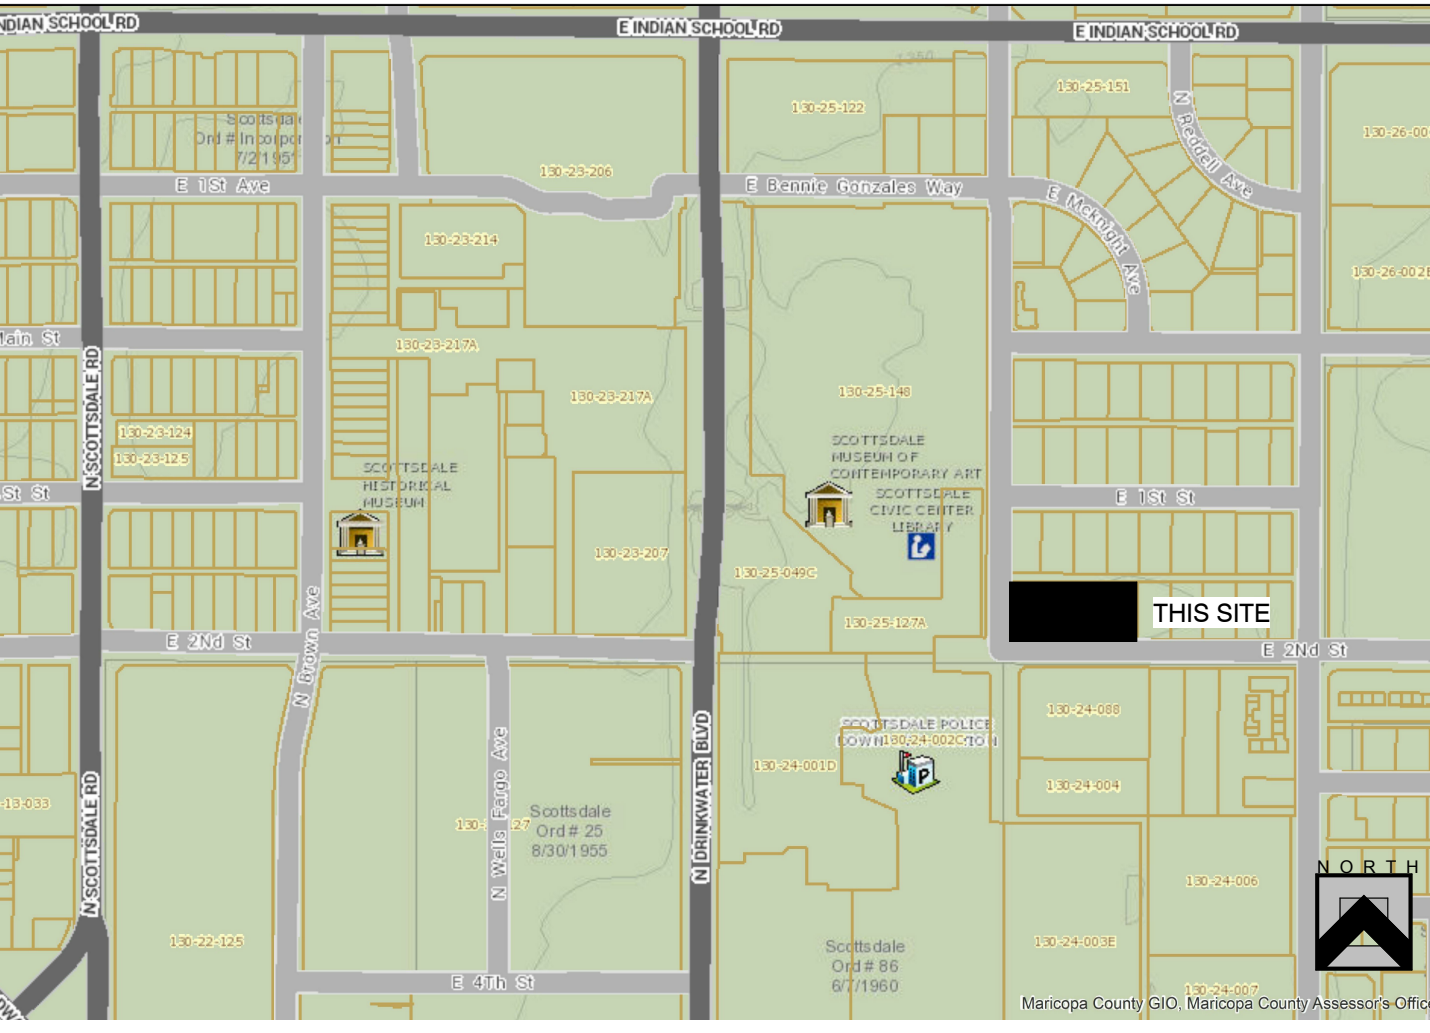 NDIAN SCHOOL RD
E INDIAN SCHOOL RD
E INDIAN SCHOOL RD
1350
130-25-151
130-25-122
N Reddell Ave
Scottsdale
Ord # Incorporation
7/2/1951
130-26-00
130-23-206
E 1St Ave
E Bennie Gonzales Way
E Mcknight Ave
130-23-214
130-26-002B
Main St
130-23-217A
N SCOTTSDALE RD
130-23-217A
130-25-148
130-23-124
130-23-125
SCOTTSDALE
MUSEUM OF
CONTEMPORARY ART
SCOTTSDALE
HISTORICAL
MUSEUM
St St
SCOTTSDALE
CIVIC CENTER
LIBRARY
E 1St St
130-23-207
130-25-049C
N Brown Ave
THIS SITE
130-25-127A
E 2Nd St
E 2Nd St
130-24-088
SCOTTSDALE POLICE
130-24-002C
130-24-001D
P
130-24-004
N Wells Fargo Ave
N DRINKWATER BLVD
N SCOTTSDALE RD
-13-033
Scottsdale
Ord # 25
8/30/1955
130-
27
NORTH
130-24-006
130-22-125
130-24-003E
Scottsdale
Ord # 86
6/7/1960
E 4Th St
130-24-007
Maricopa County GIO, Maricopa County Assessor's Office